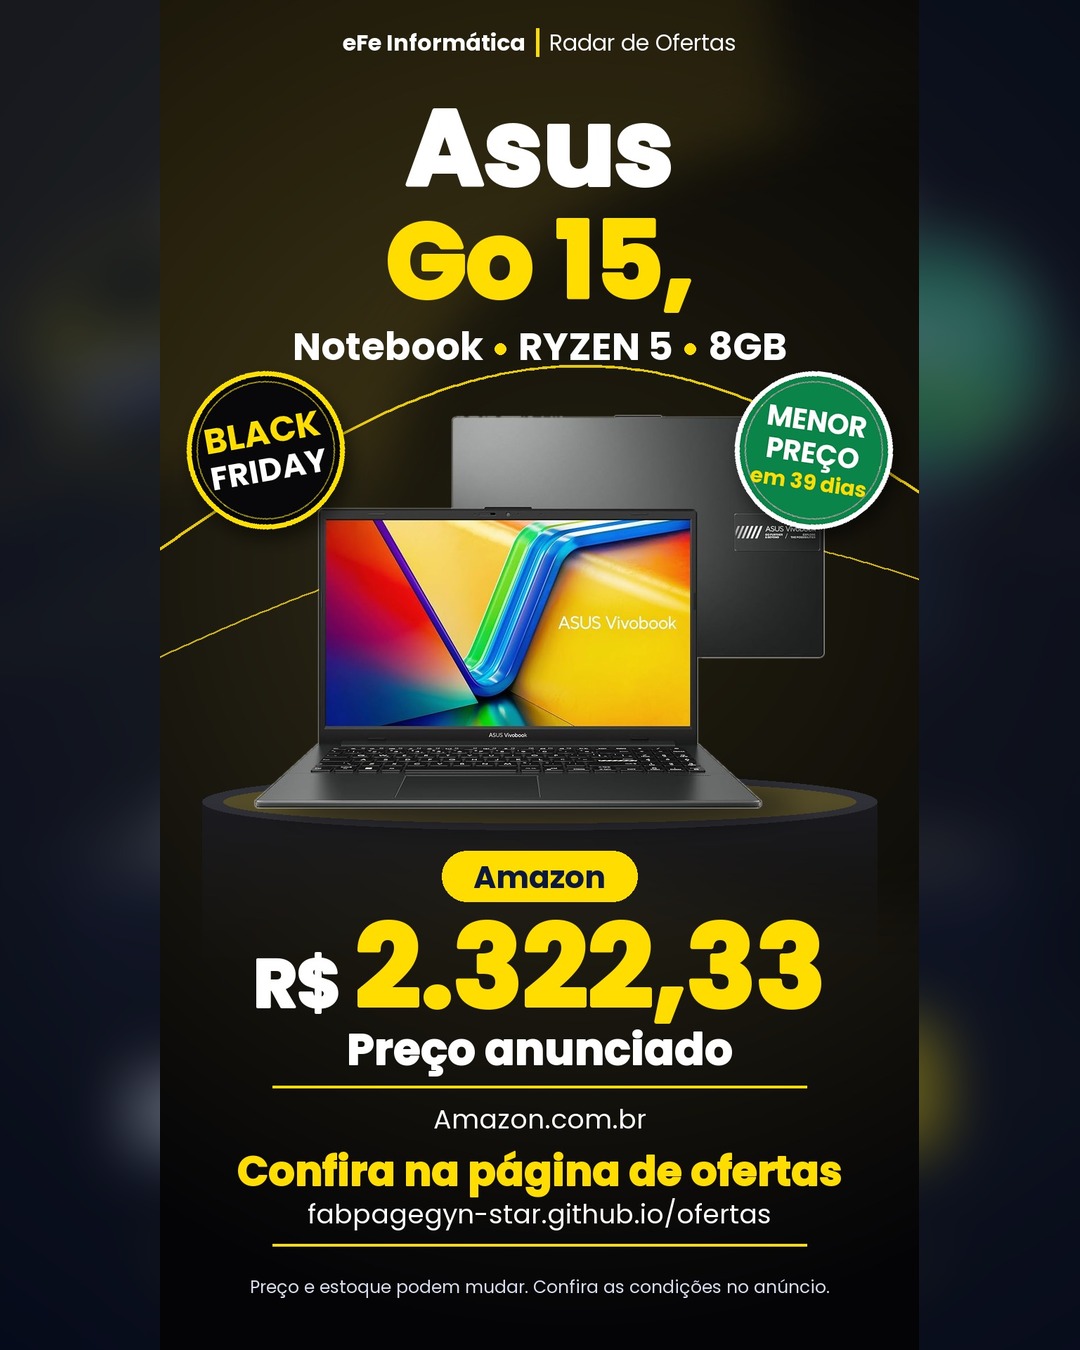 eFe Informática | Radar de Ofertas
Asus
Go 15,
Notebook • RYZEN 5 • 8GB
BLACK
FRIDAY
MENOR
PREÇO
em 39 dias
ASUS Vivobook
ASUS Vivobook
Amazon
R$ 2.322,33
Preço anunciado
Amazon.com.br
Confira na página de ofertas
fabpagegyn-star.github.io/ofertas
Preço e estoque podem mudar. Confira as condições no anúncio.